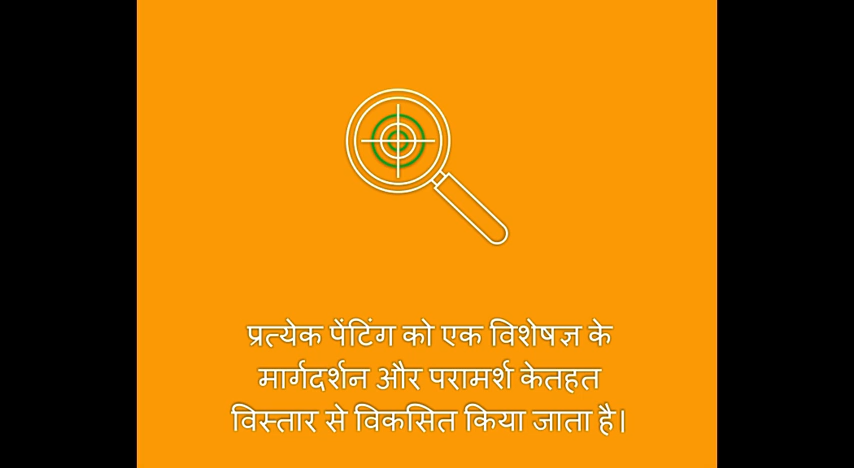 प्रत्येक पेंटिंग को एक विशेषज्ञ के
मार्गदर्शन और परामर्श केतहत
विस्तार से विकसित किया जाता है।